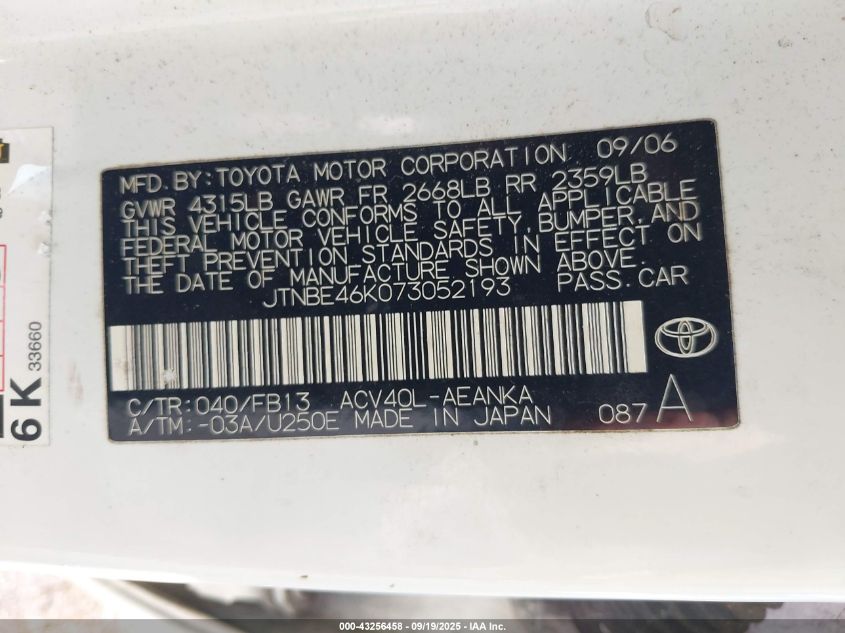 MFD. BY: TOYOTA MOTOR CORPORATION 09/06
GVWR 4315LB GAWR FR 2668LB RR 2359LB
THIS VEHICLE CONFORMS TO ALL APPLICABLE
FEDERAL MOTOR VEHICLE SAFETY, BUMPER, AND
THEFT PREVENTION STANDARDS IN EFFECT ON
THE DATE OF MANUFACTURE SHOWN ABOVE.
JTNBE46K073052193 PASS. CAR
C/TR: 040/FB13 ACV40L-AEANKA
A/TM: -03A/U250E MADE IN JAPAN 087 A
6 K 33660
000-43256458 - 09/19/2025 - IAA Inc.